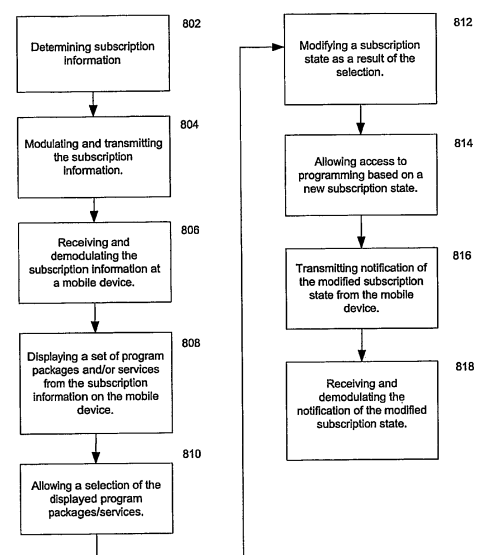 802
Determining subscription
information
804
Modulating and transmitting
the subscription
information.
806
Receiving and
demodulating the
subscription information at
a mobile device.
808
Displaying a set of program
packages and/or services
from the subscription
information on the mobile
device.
810
Allowing a selection of the
displayed program
packages/services.
812
Modifying a subscription
state as a result of the
selection.
814
Allowing access to
programming based on a
new subscription state.
816
Transmitting notification of
the modified subscription
state from the mobile
device.
818
Receiving and
demodulating the
notification of the modified
subscription state.